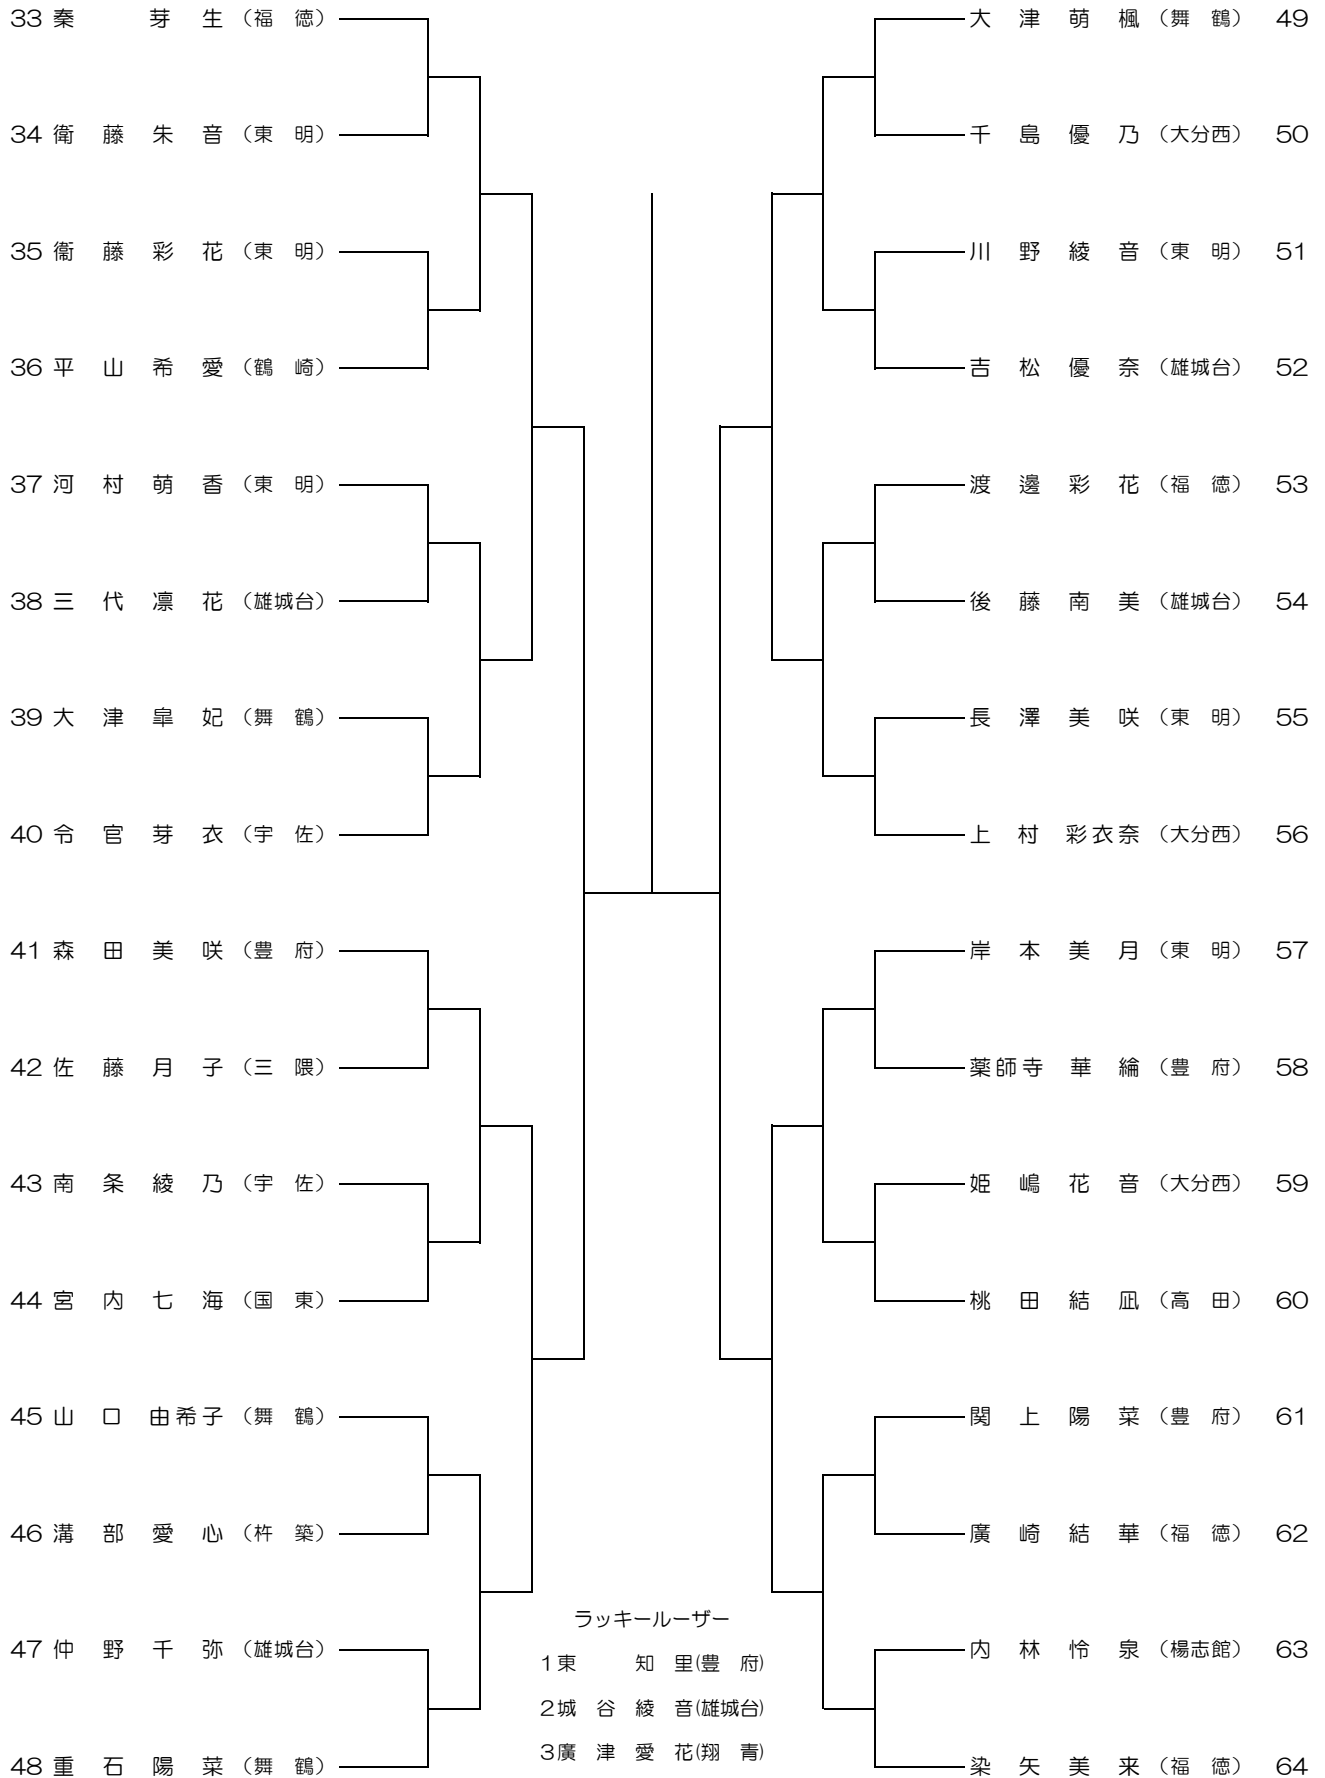 33 秦 芽 生 (福 徳)
34 衛 藤 朱 音 (東 明)
35 衞 藤 彩 花 (東 明)
36 平 山 希 愛 (鶴 崎)
37 河 村 萌 香 (東 明)
38 三 代 凛 花 (雄城台)
39 大 津 皐 妃 (舞 鶴)
40 令 官 芽 衣 (宇 佐)
41 森 田 美 咲 (豊 府)
42 佐 藤 月 子 (三 隈)
43 南 条 綾 乃 (宇 佐)
44 宮 内 七 海 (国 東)
45 山 口 由希子 (舞 鶴)
46 溝 部 愛 心 (杵 築)
47 仲 野 千 弥 (雄城台)
48 重 石 陽 菜 (舞 鶴)
ラッキールーザー
1東 知 里(豊 府)
2城 谷 綾 音(雄城台)
3廣 津 愛 花(翔 青)
大 津 萌 楓 (舞 鶴) 49
千 島 優 乃 (大分西) 50
川 野 綾 音 (東 明) 51
吉 松 優 奈 (雄城台) 52
渡 邊 彩 花 (福 徳) 53
後 藤 南 美 (雄城台) 54
長 澤 美 咲 (東 明) 55
上 村 彩衣奈 (大分西) 56
岸 本 美 月 (東 明) 57
薬師寺 華 綸 (豊 府) 58
姫 嶋 花 音 (大分西) 59
桃 田 結 凪 (高 田) 60
関 上 陽 菜 (豊 府) 61
廣 崎 結 華 (福 徳) 62
内 林 怜 泉 (楊志館) 63
染 矢 美 来 (福 徳) 64